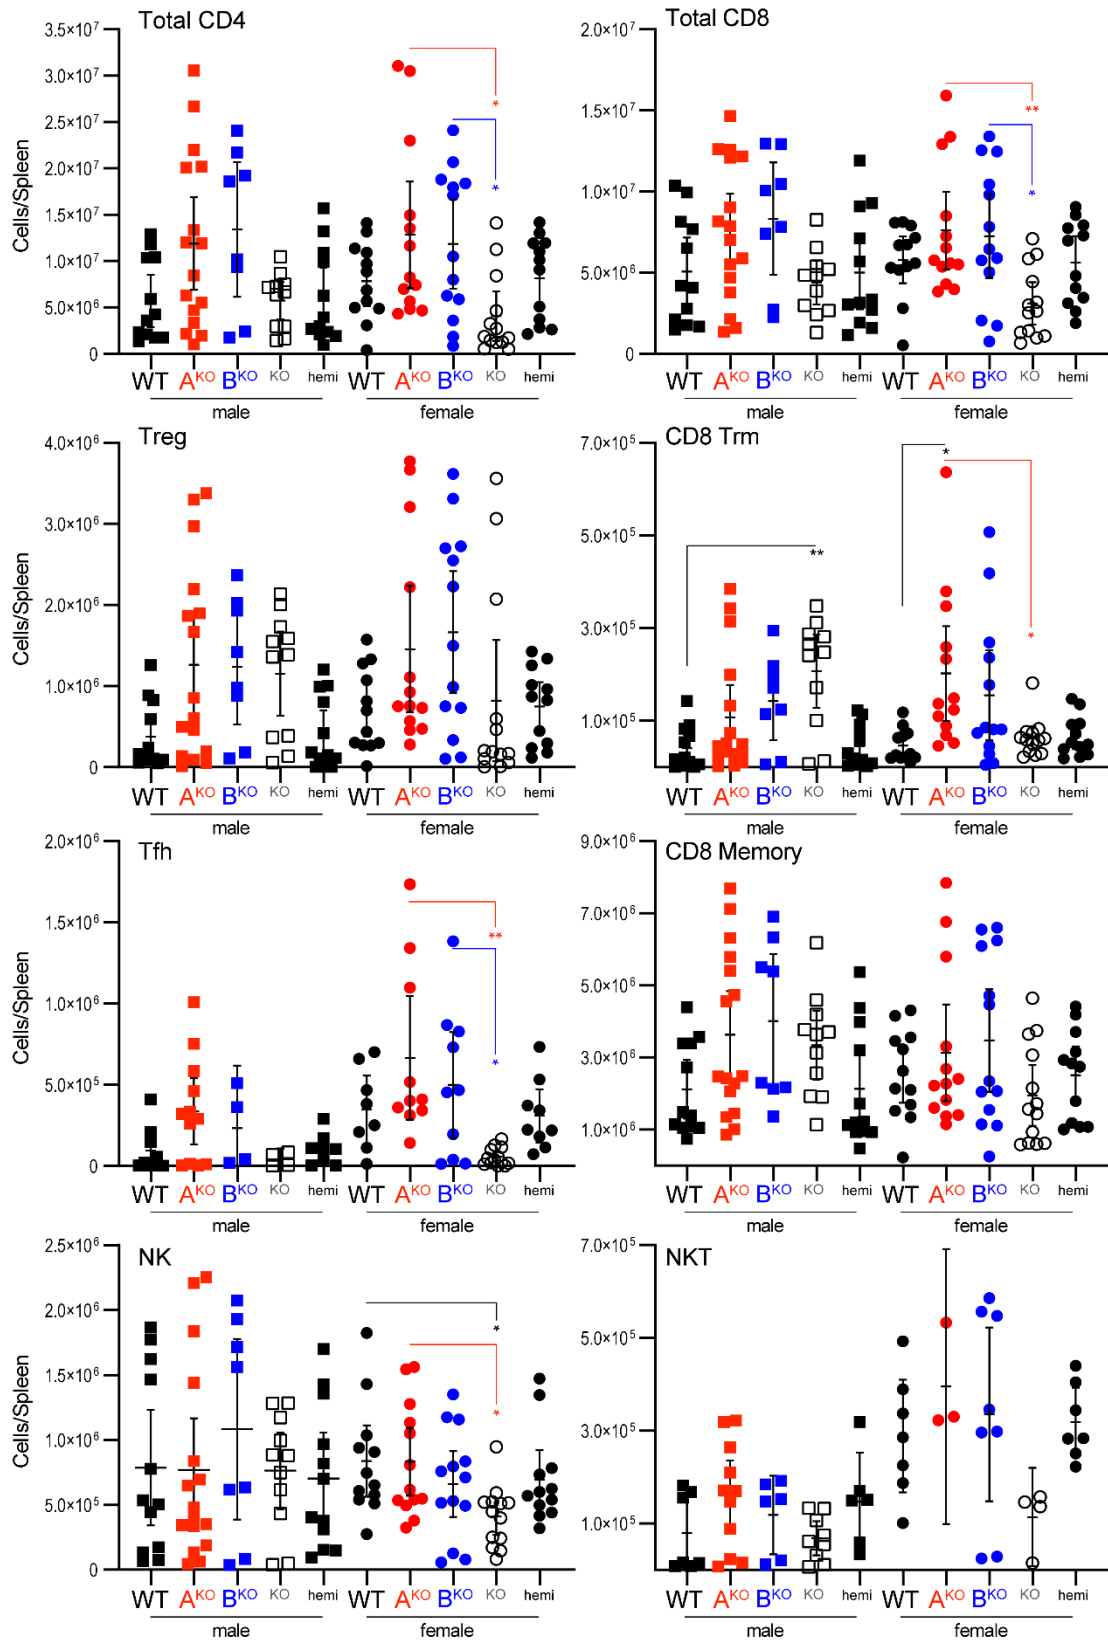 Total CD4
Cells/Spleen
3.5×10⁷
3.0×10⁷
2.5×10⁷
2.0×10⁷
1.5×10⁷
1.0×10⁷
5.0×10⁶
0
*
*
WT Aᴷᴼ Bᴷᴼ KO hemi WT Aᴷᴼ Bᴷᴼ KO hemi
male female
Total CD8
2.0×10⁷
1.5×10⁷
1.0×10⁷
5.0×10⁶
0
**
*
WT Aᴷᴼ Bᴷᴼ KO hemi WT Aᴷᴼ Bᴷᴼ KO hemi
male female
Treg
Cells/Spleen
4.0×10⁶
3.0×10⁶
2.0×10⁶
1.0×10⁶
0
WT Aᴷᴼ Bᴷᴼ KO hemi WT Aᴷᴼ Bᴷᴼ KO hemi
male female
CD8 Trm
7.0×10⁵
5.0×10⁵
3.0×10⁵
1.0×10⁵
**
*
*
WT Aᴷᴼ Bᴷᴼ KO hemi WT Aᴷᴼ Bᴷᴼ KO hemi
male female
Tfh
Cells/Spleen
2.0×10⁶
1.5×10⁶
1.0×10⁶
5.0×10⁵
0
**
*
WT Aᴷᴼ Bᴷᴼ KO hemi WT Aᴷᴼ Bᴷᴼ KO hemi
male female
CD8 Memory
9.0×10⁶
7.0×10⁶
5.0×10⁶
3.0×10⁶
1.0×10⁶
WT Aᴷᴼ Bᴷᴼ KO hemi WT Aᴷᴼ Bᴷᴼ KO hemi
male female
NK
Cells/Spleen
2.5×10⁶
2.0×10⁶
1.5×10⁶
1.0×10⁶
5.0×10⁵
0
*
*
WT Aᴷᴼ Bᴷᴼ KO hemi WT Aᴷᴼ Bᴷᴼ KO hemi
male female
NKT
7.0×10⁵
5.0×10⁵
3.0×10⁵
1.0×10⁵
WT Aᴷᴼ Bᴷᴼ KO hemi WT Aᴷᴼ Bᴷᴼ KO hemi
male female